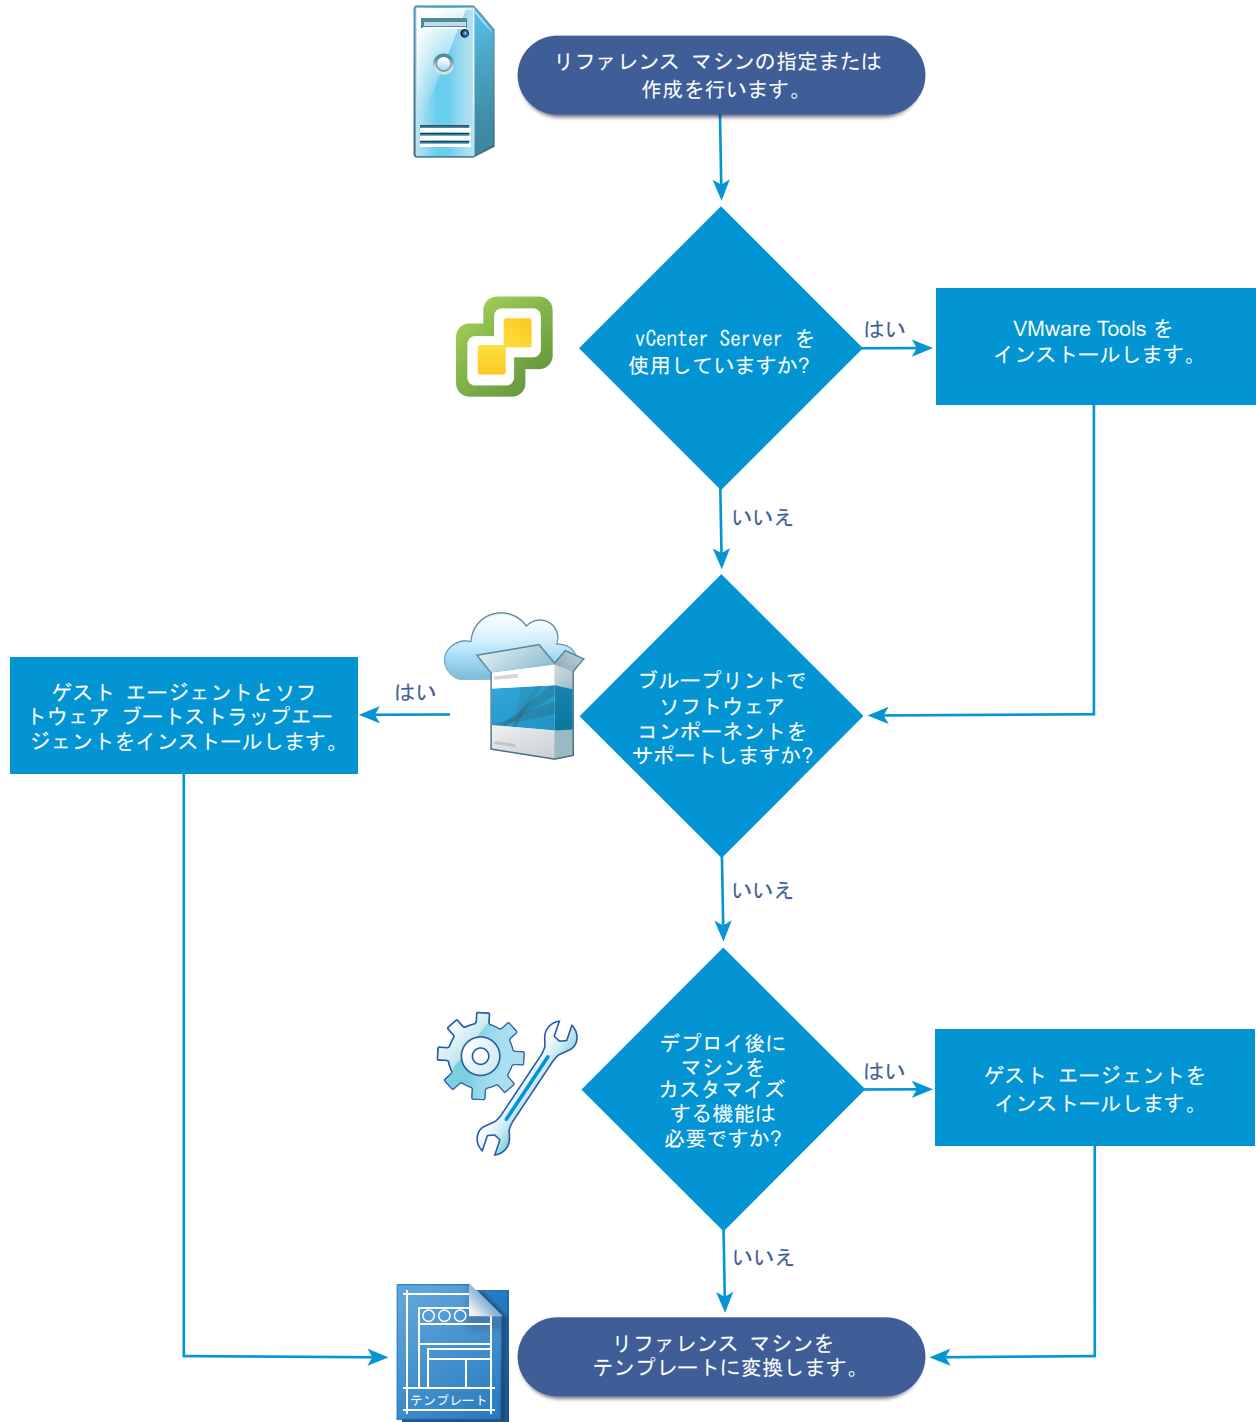 リファレンス マシンの指定または
作成を行います。
vCenter Server を
使用していますか?
はい
VMware Tools を
インストールします。
いいえ
ブループリントで
ソフトウェア
コンポーネントを
サポートしますか?
はい
ゲスト エージェントとソフ
トウェア ブートストラップエー
ジェントをインストールします。
いいえ
デプロイ後に
マシンを
カスタマイズ
する機能は
必要ですか?
はい
ゲスト エージェントを
インストールします。
いいえ
テンプレート
リファレンス マシンを
テンプレートに変換します。